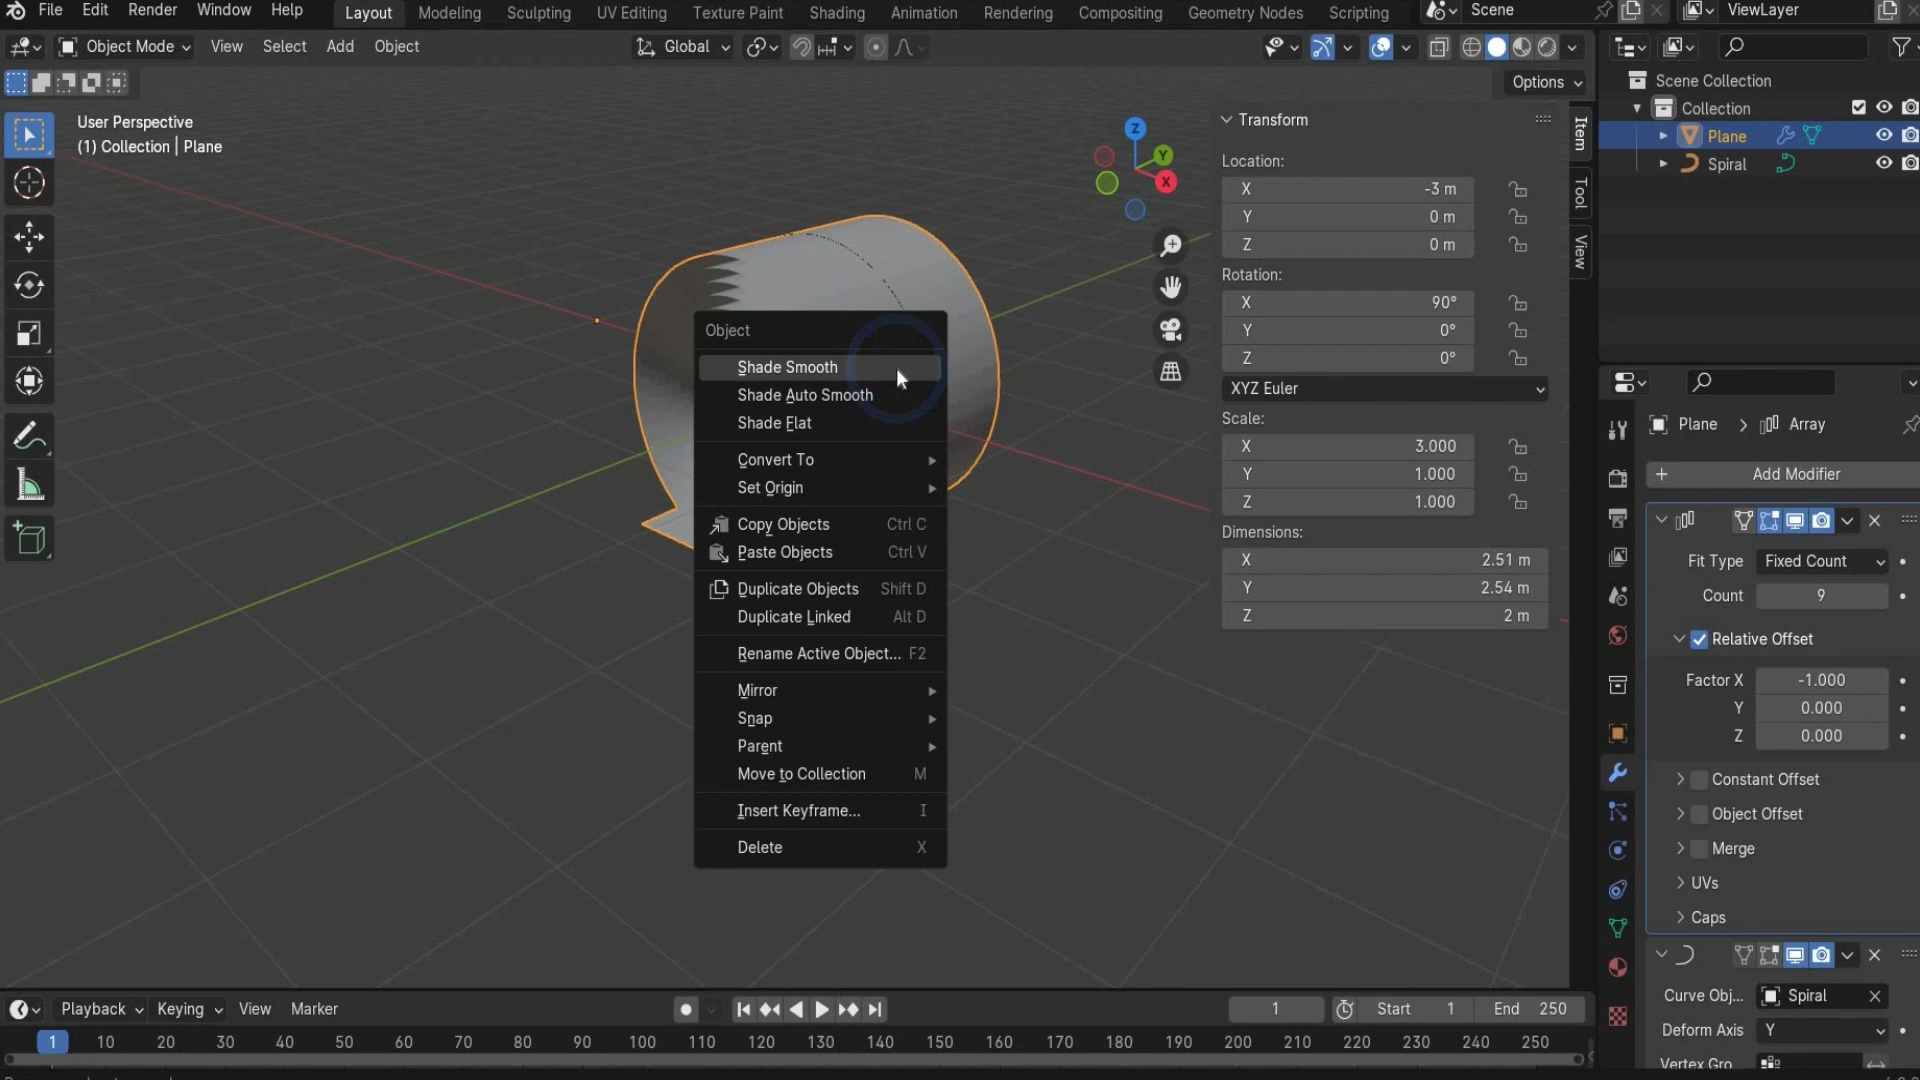 File Edit Render Window Help Layout Modeling Sculpting UV Editing Texture Paint Shading Animation Rendering Compositing Geometry Nodes Scripting Scene ViewLayer
Object Mode View Select Add Object Global
Options
User Perspective
(1) Collection | Plane
Z
Y
X
Transform
Location:
X -3 m
Y 0 m
Z 0 m
Rotation:
X 90°
Y 0°
Z 0°
XYZ Euler
Scale:
X 3.000
Y 1.000
Z 1.000
Dimensions:
X 2.51 m
Y 2.54 m
Z 2 m
Item
Tool
View
Object
Shade Smooth
Shade Auto Smooth
Shade Flat
Convert To
Set Origin
Copy Objects Ctrl C
Paste Objects Ctrl V
Duplicate Objects Shift D
Duplicate Linked Alt D
Rename Active Object... F2
Mirror
Snap
Parent
Move to Collection M
Insert Keyframe... I
Delete X
Scene Collection
Collection
Plane
Spiral
Plane > Array
+ Add Modifier
Fit Type Fixed Count
Count 9
Relative Offset
Factor X -1.000
Y 0.000
Z 0.000
Constant Offset
Object Offset
Merge
UVs
Caps
Curve Obj... Spiral
Deform Axis Y
Vertex Gro...
Playback Keying View Marker 1 Start 1 End 250
1 10 20 30 40 50 60 70 80 90 100 110 120 130 140 150 160 170 180 190 200 210 220 230 240 250